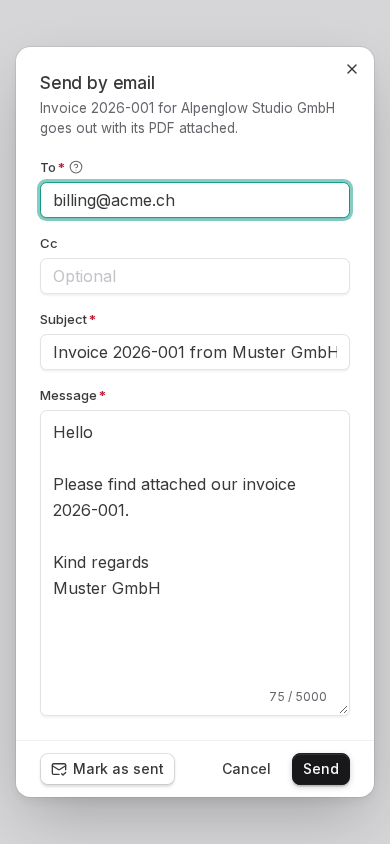 Send by email
Invoice 2026-001 for Alpenglow Studio GmbH
goes out with its PDF attached.
To*
billing@acme.ch
Cc
Optional
Subject*
Invoice 2026-001 from Muster GmbH
Message*
Hello
Please find attached our invoice
2026-001.
Kind regards
Muster GmbH
75 / 5000
Mark as sent
Cancel
Send